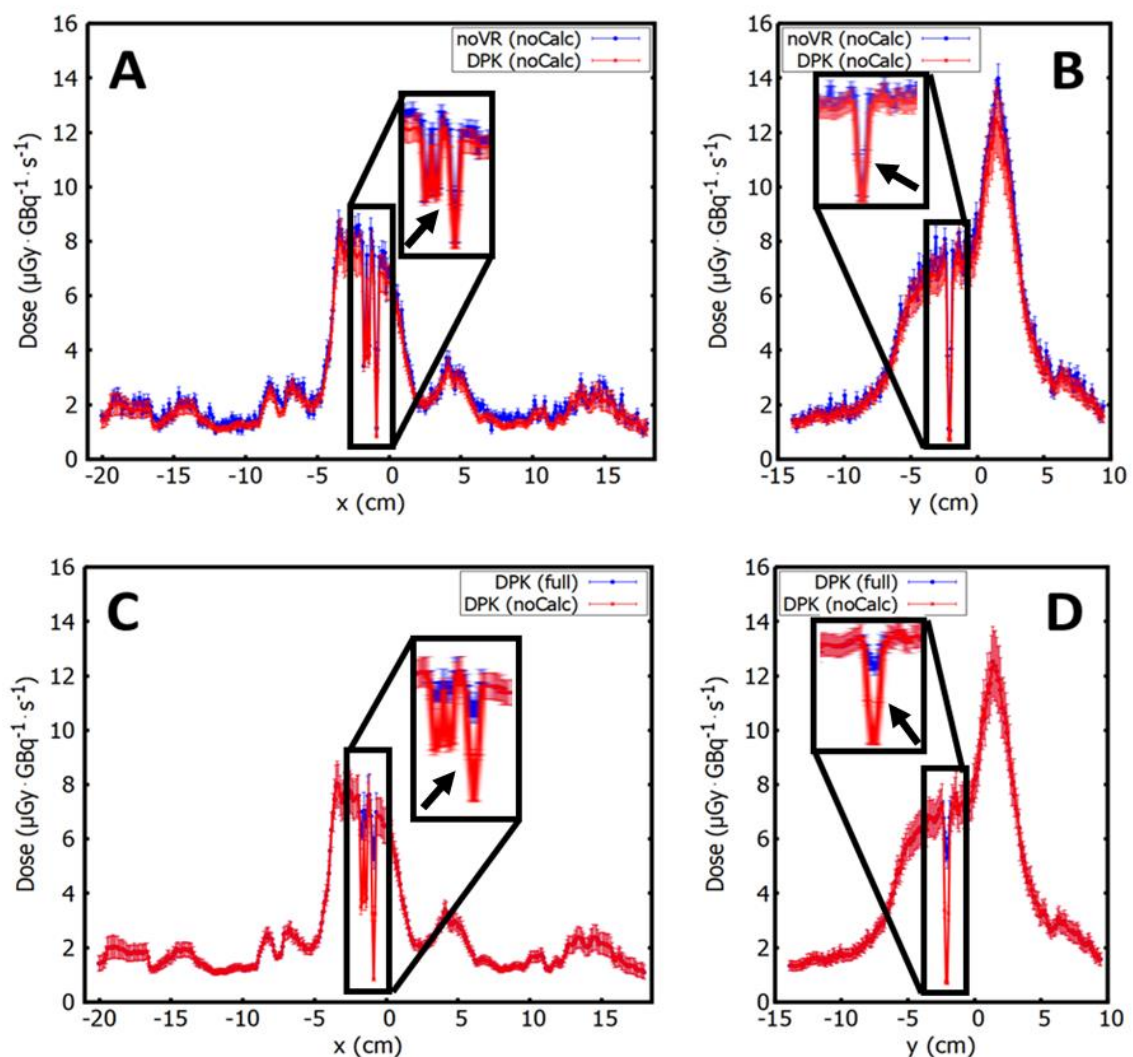 A
noVR (noCalc)
DPK (noCalc)
Dose (µGy· GBq⁻¹ · s⁻¹)
16
14
12
10
8
6
4
2
0
-20 -15 -10 -5 0 5 10 15
x (cm)
B
noVR (noCalc)
DPK (noCalc)
Dose (µGy· GBq⁻¹ · s⁻¹)
16
14
12
10
8
6
4
2
0
-15 -10 -5 0 5 10
y (cm)
C
DPK (full)
DPK (noCalc)
Dose (µGy· GBq⁻¹ · s⁻¹)
16
14
12
10
8
6
4
2
0
-20 -15 -10 -5 0 5 10 15
x (cm)
D
DPK (full)
DPK (noCalc)
Dose (µGy· GBq⁻¹ · s⁻¹)
16
14
12
10
8
6
4
2
0
-15 -10 -5 0 5 10
y (cm)